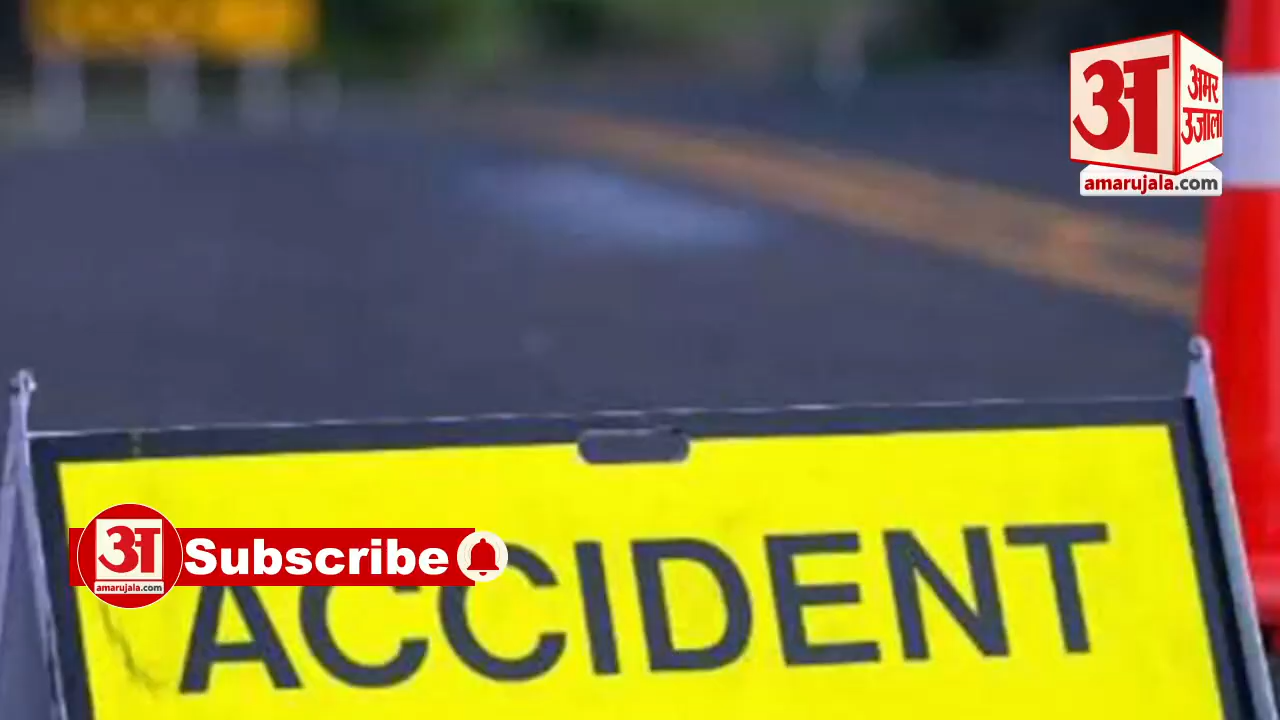 अ
अमर
उजाला
amarujala.com
अ
amarujala.com
Subscribe
ACCIDENT